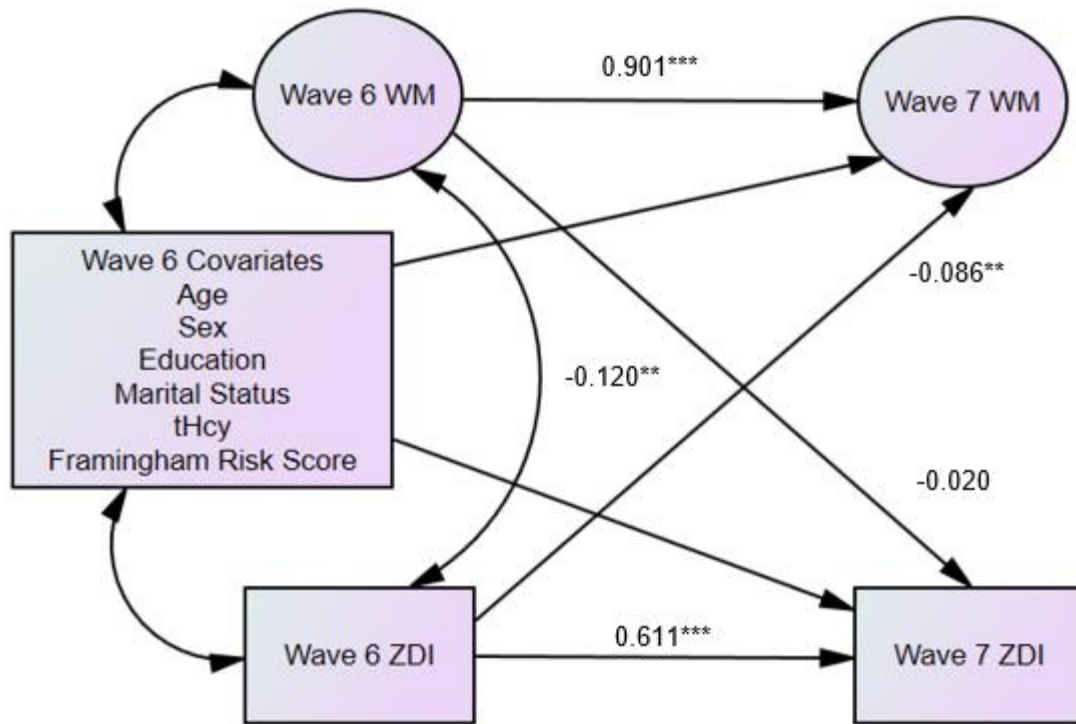 0.901***
Wave 6 WM
Wave 7 WM
Wave 6 Covariates
Age
Sex
Education
Marital Status
tHcy
Framingham Risk Score
-0.086**
-0.120**
-0.020
0.611***
Wave 6 ZDI
Wave 7 ZDI